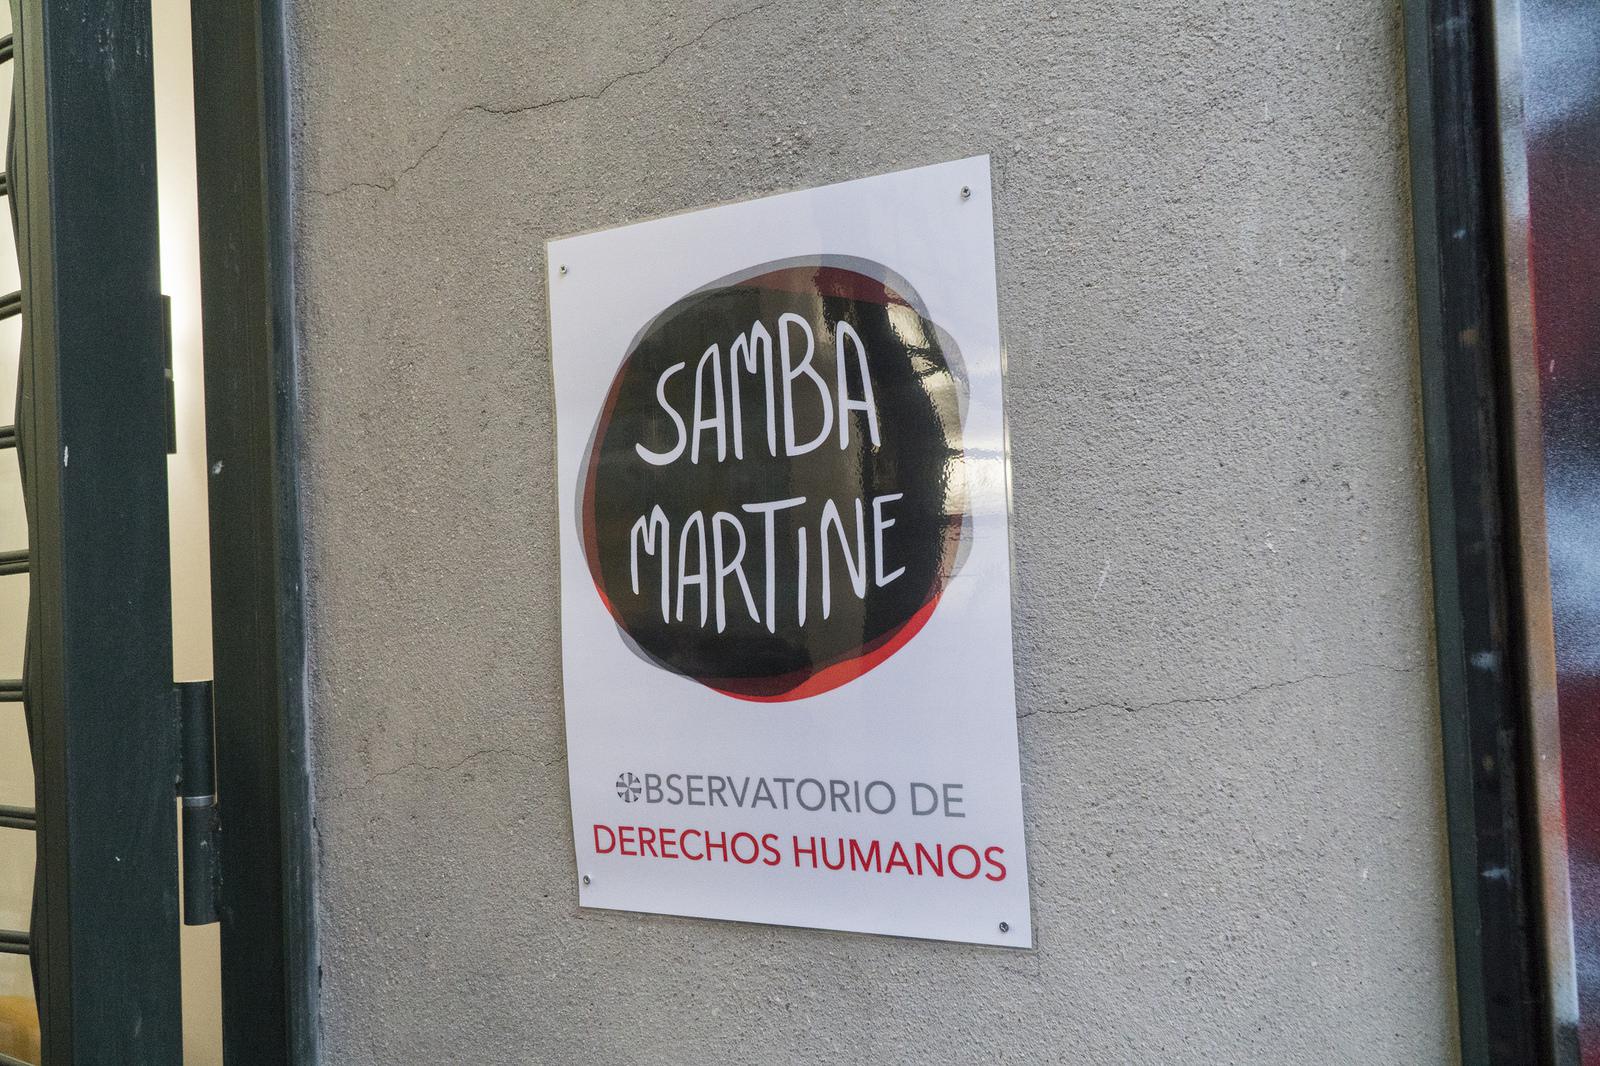 SAMBA
MARTINE
OBSERVATORIO DE
DERECHOS HUMANOS